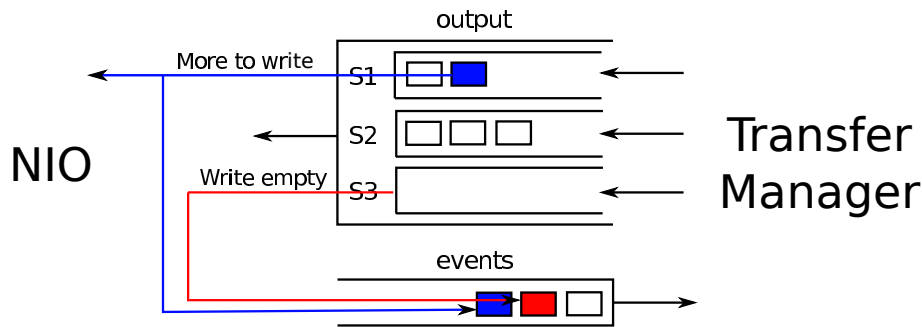 output
More to write
S1
S2
NIO
Transfer
Manager
Write empty
S3
events